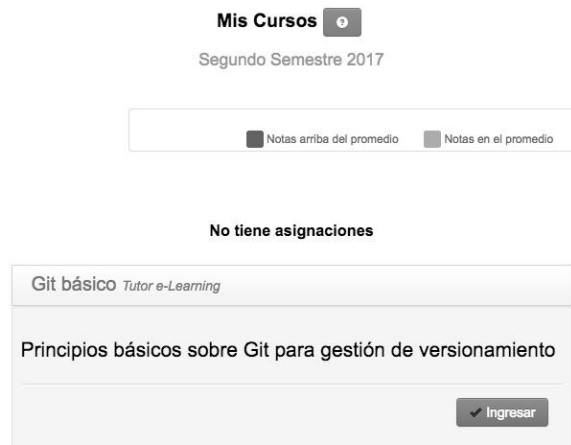 Mis Cursos
Segundo Semestre 2017
Notas arriba del promedio Notas en el promedio
No tiene asignaciones
Git básico Tutor e-Learning
Principios básicos sobre Git para gestión de versionamiento
Ingresar